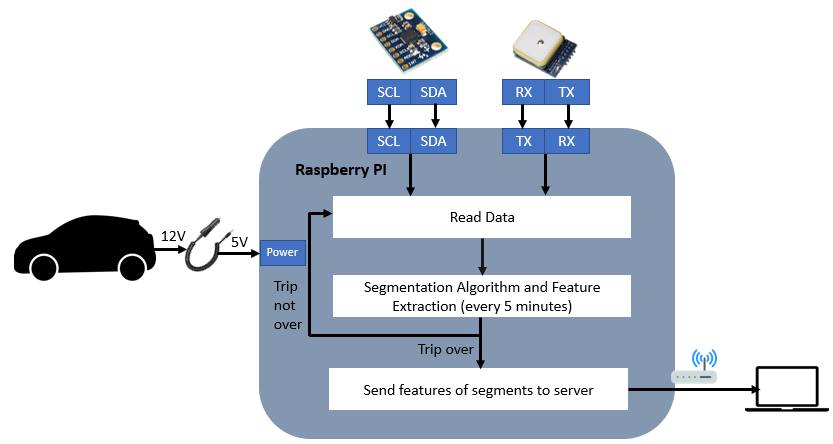 SCL SDA RX TX
SCL SDA TX RX
Raspberry PI
Read Data
12V
5V
Power
Segmentation Algorithm and Feature
Extraction (every 5 minutes)
Trip
not
over
Trip over
Send features of segments to server